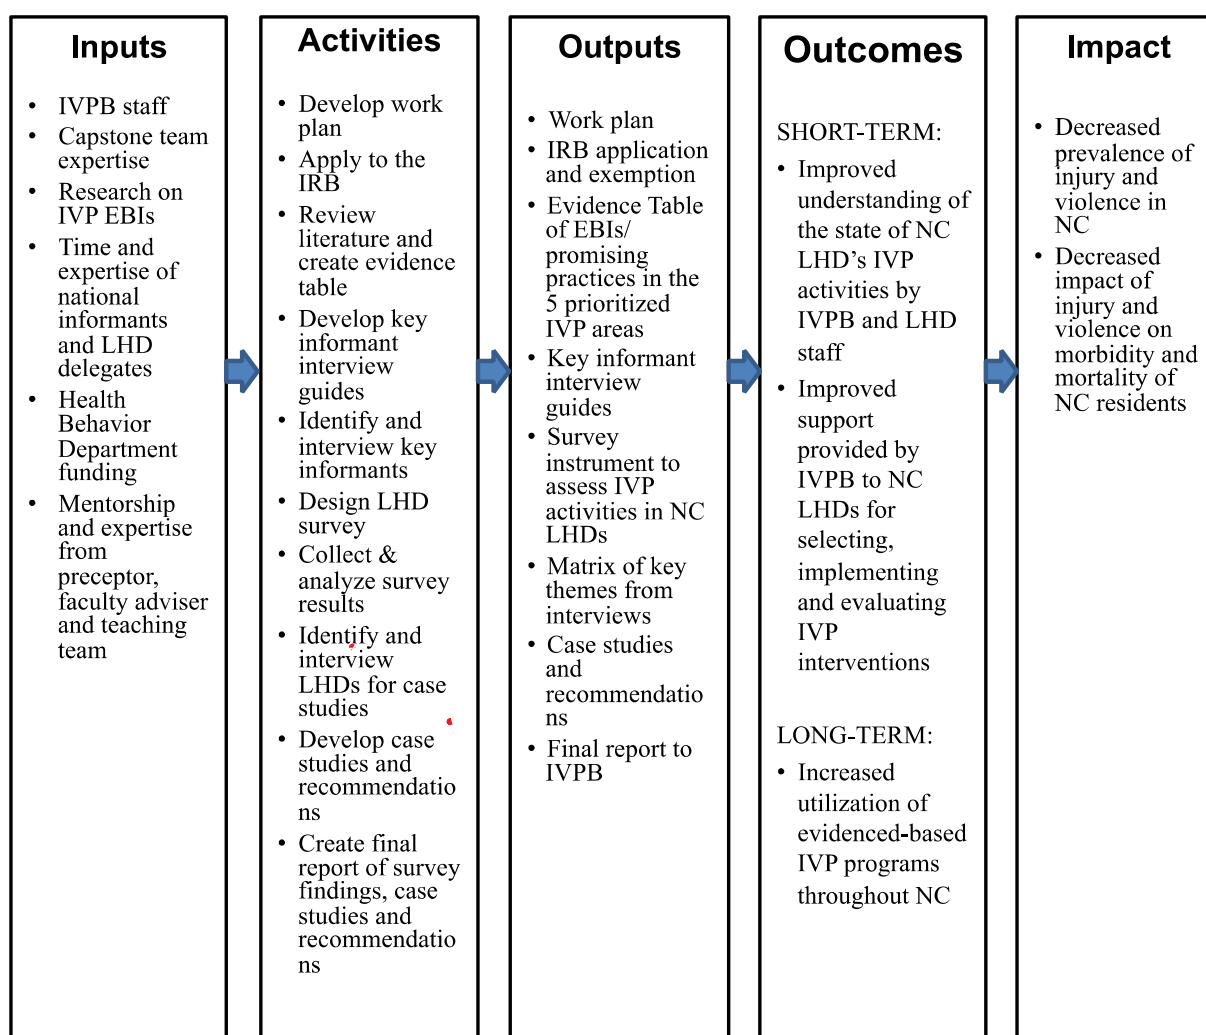 Inputs
• IVPB staff
• Capstone team
expertise
• Research on
IVP EBIs
• Time and
expertise of
national
informants
and LHD
delegates
• Health
Behavior
Department
funding
• Mentorship
and expertise
from
preceptor,
faculty adviser
and teaching
team
Activities
• Develop work
plan
• Apply to the
IRB
• Review
literature and
create evidence
table
• Develop key
informant
interview
guides
• Identify and
interview key
informants
• Design LHD
survey
• Collect &
analyze survey
results
• Identify and
interview
LHDs for case
studies
• Develop case
studies and
recommendatio
ns
• Create final
report of survey
findings, case
studies and
recommendatio
ns
Outputs
• Work plan
• IRB application
and exemption
• Evidence Table
of EBIs/
promising
practices in the
5 prioritized
IVP areas
• Key informant
interview
guides
• Survey
instrument to
assess IVP
activities in NC
LHDs
• Matrix of key
themes from
interviews
• Case studies
and
recommendatio
ns
• Final report to
IVPB
Outcomes
SHORT-TERM:
• Improved
understanding of
the state of NC
LHD’s IVP
activities by
IVPB and LHD
staff
• Improved
support
provided by
IVPB to NC
LHDs for
selecting,
implementing
and evaluating
IVP
interventions
LONG-TERM:
• Increased
utilization of
evidenced-based
IVP programs
throughout NC
Impact
• Decreased
prevalence of
injury and
violence in
NC
• Decreased
impact of
injury and
violence on
morbidity and
mortality of
NC residents